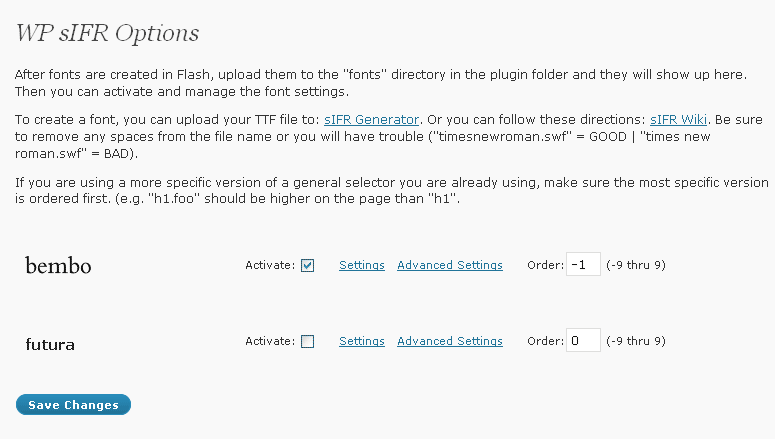 WP sIFR Options
After fonts are created in Flash, upload them to the "fonts" directory in the plugin folder and they will show up here.
Then you can activate and manage the font settings.
To create a font, you can upload your TTF file to: sIFR Generator. Or you can follow these directions: sIFR Wiki. Be sure
to remove any spaces from the file name or you will have trouble ("timesnewroman.swf" = GOOD | "times new
roman.swf" = BAD).
If you are using a more specific version of a general selector you are already using, make sure the most specific version
is ordered first. (e.g. "h1.foo" should be higher on the page than "h1".
bembo Activate: Settings Advanced Settings Order: -1 (-9 thru 9)
futura Activate: Settings Advanced Settings Order: 0 (-9 thru 9)
Save Changes